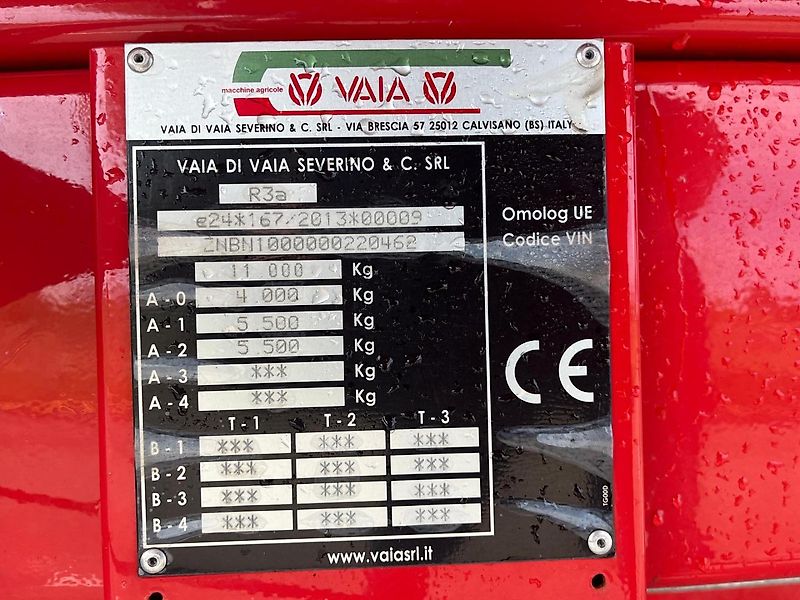 macchine agricole VAIA
VAIA DI VAIA SEVERINO & C. SRL - VIA BRESCIA 57 25012 CALVISANO (BS) ITALY
VAIA DI VAIA SEVERINO & C. SRL
R3a
e24*167/2013*00009 Omolog UE
ZNBN1000000220462 Codice VIN
11 000 Kg
A-0 4 000 Kg
A-1 5 500 Kg
A-2 5 500 Kg
A-3 *** Kg
A-4 *** Kg
CE
T-1 T-2 T-3
B-1 *** *** ***
B-2 *** *** ***
B-3 *** *** ***
B-4 *** *** ***
TG00D
www.vaiasrl.it